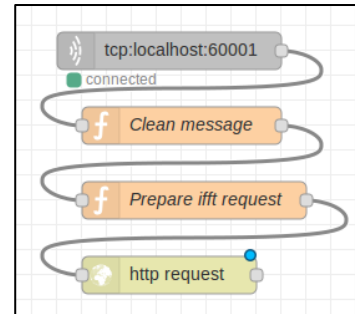 tcp:localhost:60001
connected
Clean message
Prepare ifft request
http request